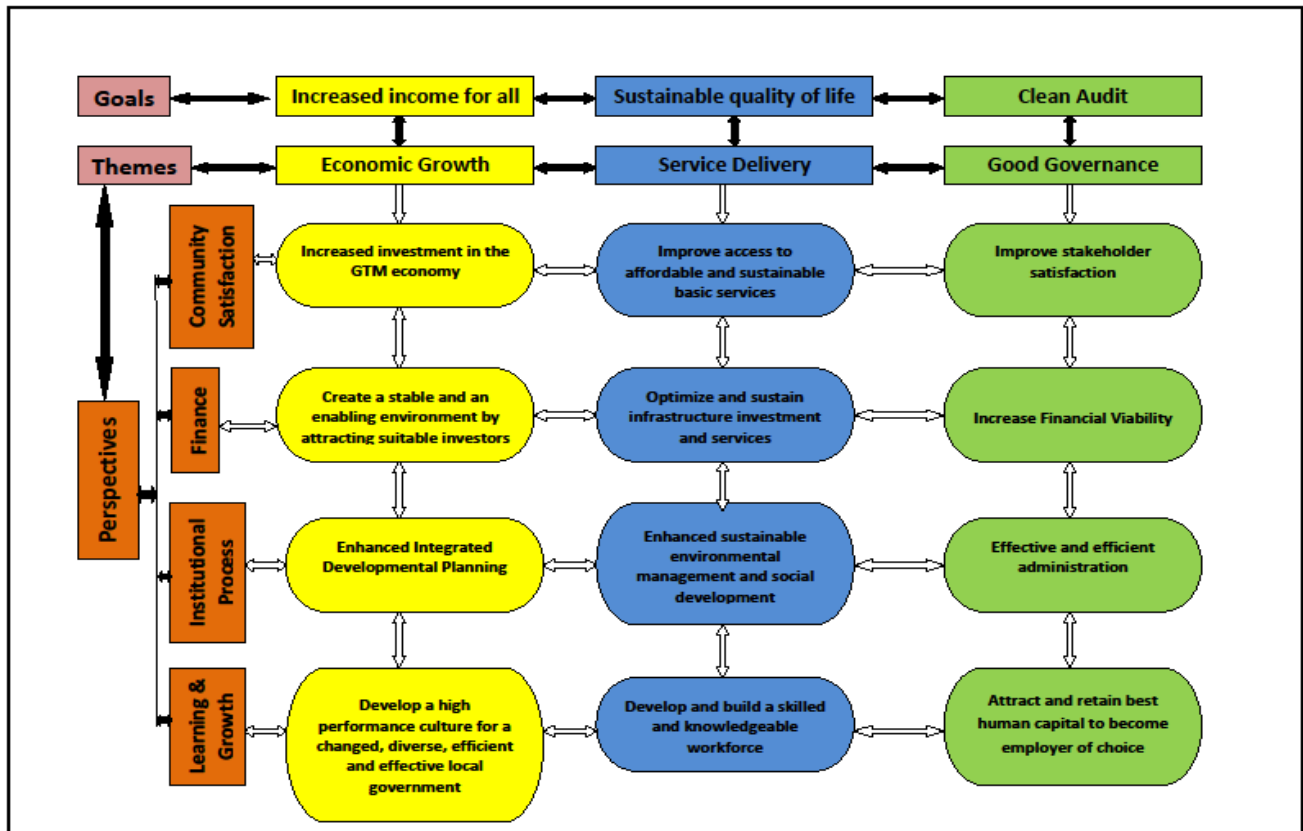 Goals
Increased income for all
Sustainable quality of life
Clean Audit
Themes
Economic Growth
Service Delivery
Good Governance
Perspectives
Community
Satisfaction
Increased investment in the
GTM economy
Improve access to
affordable and sustainable
basic services
Improve stakeholder
satisfaction
Finance
Create a stable and an
enabling environment by
attracting suitable investors
Optimize and sustain
infrastructure investment
and services
Increase Financial Viability
Institutional
Process
Enhanced Integrated
Developmental Planning
Enhanced sustainable
environmental
management and social
development
Effective and efficient
administration
Learning &
Growth
Develop a high
performance culture for a
changed, diverse, efficient
and effective local
government
Develop and build a skilled
and knowledgeable
workforce
Attract and retain best
human capital to become
employer of choice